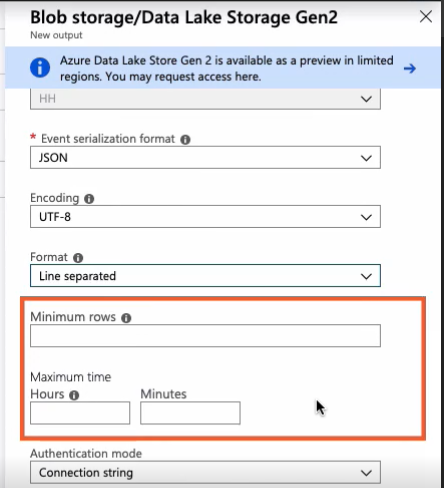 Blob storage/Data Lake Storage Gen2
New output
Azure Data Lake Store Gen 2 is available as a preview in limited
regions. You may request access here.
HH
* Event serialization format
JSON
Encoding
UTF-8
Format
Line separated
Minimum rows
Maximum time
Hours Minutes
Authentication mode
Connection string